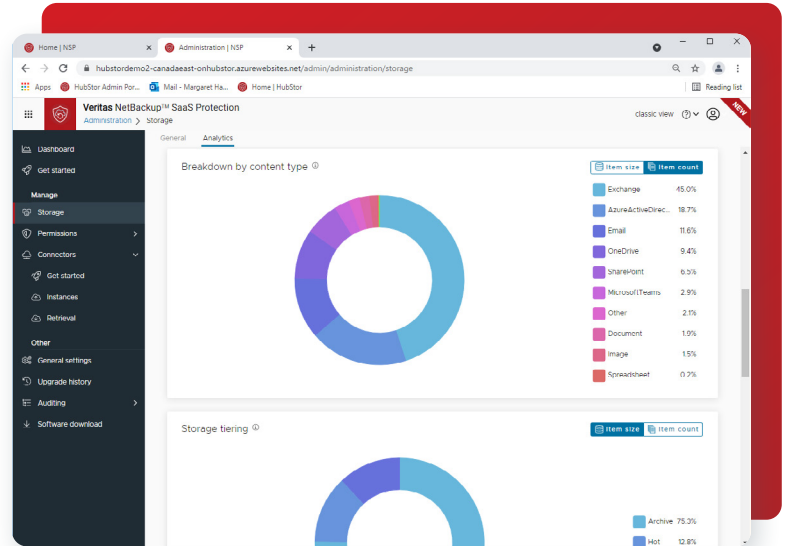 Home | NSP
Administration | NSP
hubstordemo2-canadaeast-onhubstor.azurewebsites.net/admin/administration/storage
Apps
HubStor Admin Por...
Mail - Margaret Ha...
Home | HubStor
Reading list
Veritas NetBackup™ SaaS Protection
Administration > Storage
classic view
NEW
Dashboard
Get started
Manage
Storage
Permissions
Connectors
Get started
Instances
Retrieval
Other
General settings
Upgrade history
Auditing
Software download
General
Analytics
Breakdown by content type
Item size
Item count
Exchange 45.0%
AzureActiveDirec... 18.7%
Email 11.6%
OneDrive 9.4%
SharePoint 6.5%
MicrosoftTeams 2.9%
Other 2.1%
Document 1.9%
Image 1.5%
Spreadsheet 0.2%
Storage tiering
Item size
Item count
Archive 75.3%
Hot 12.8%